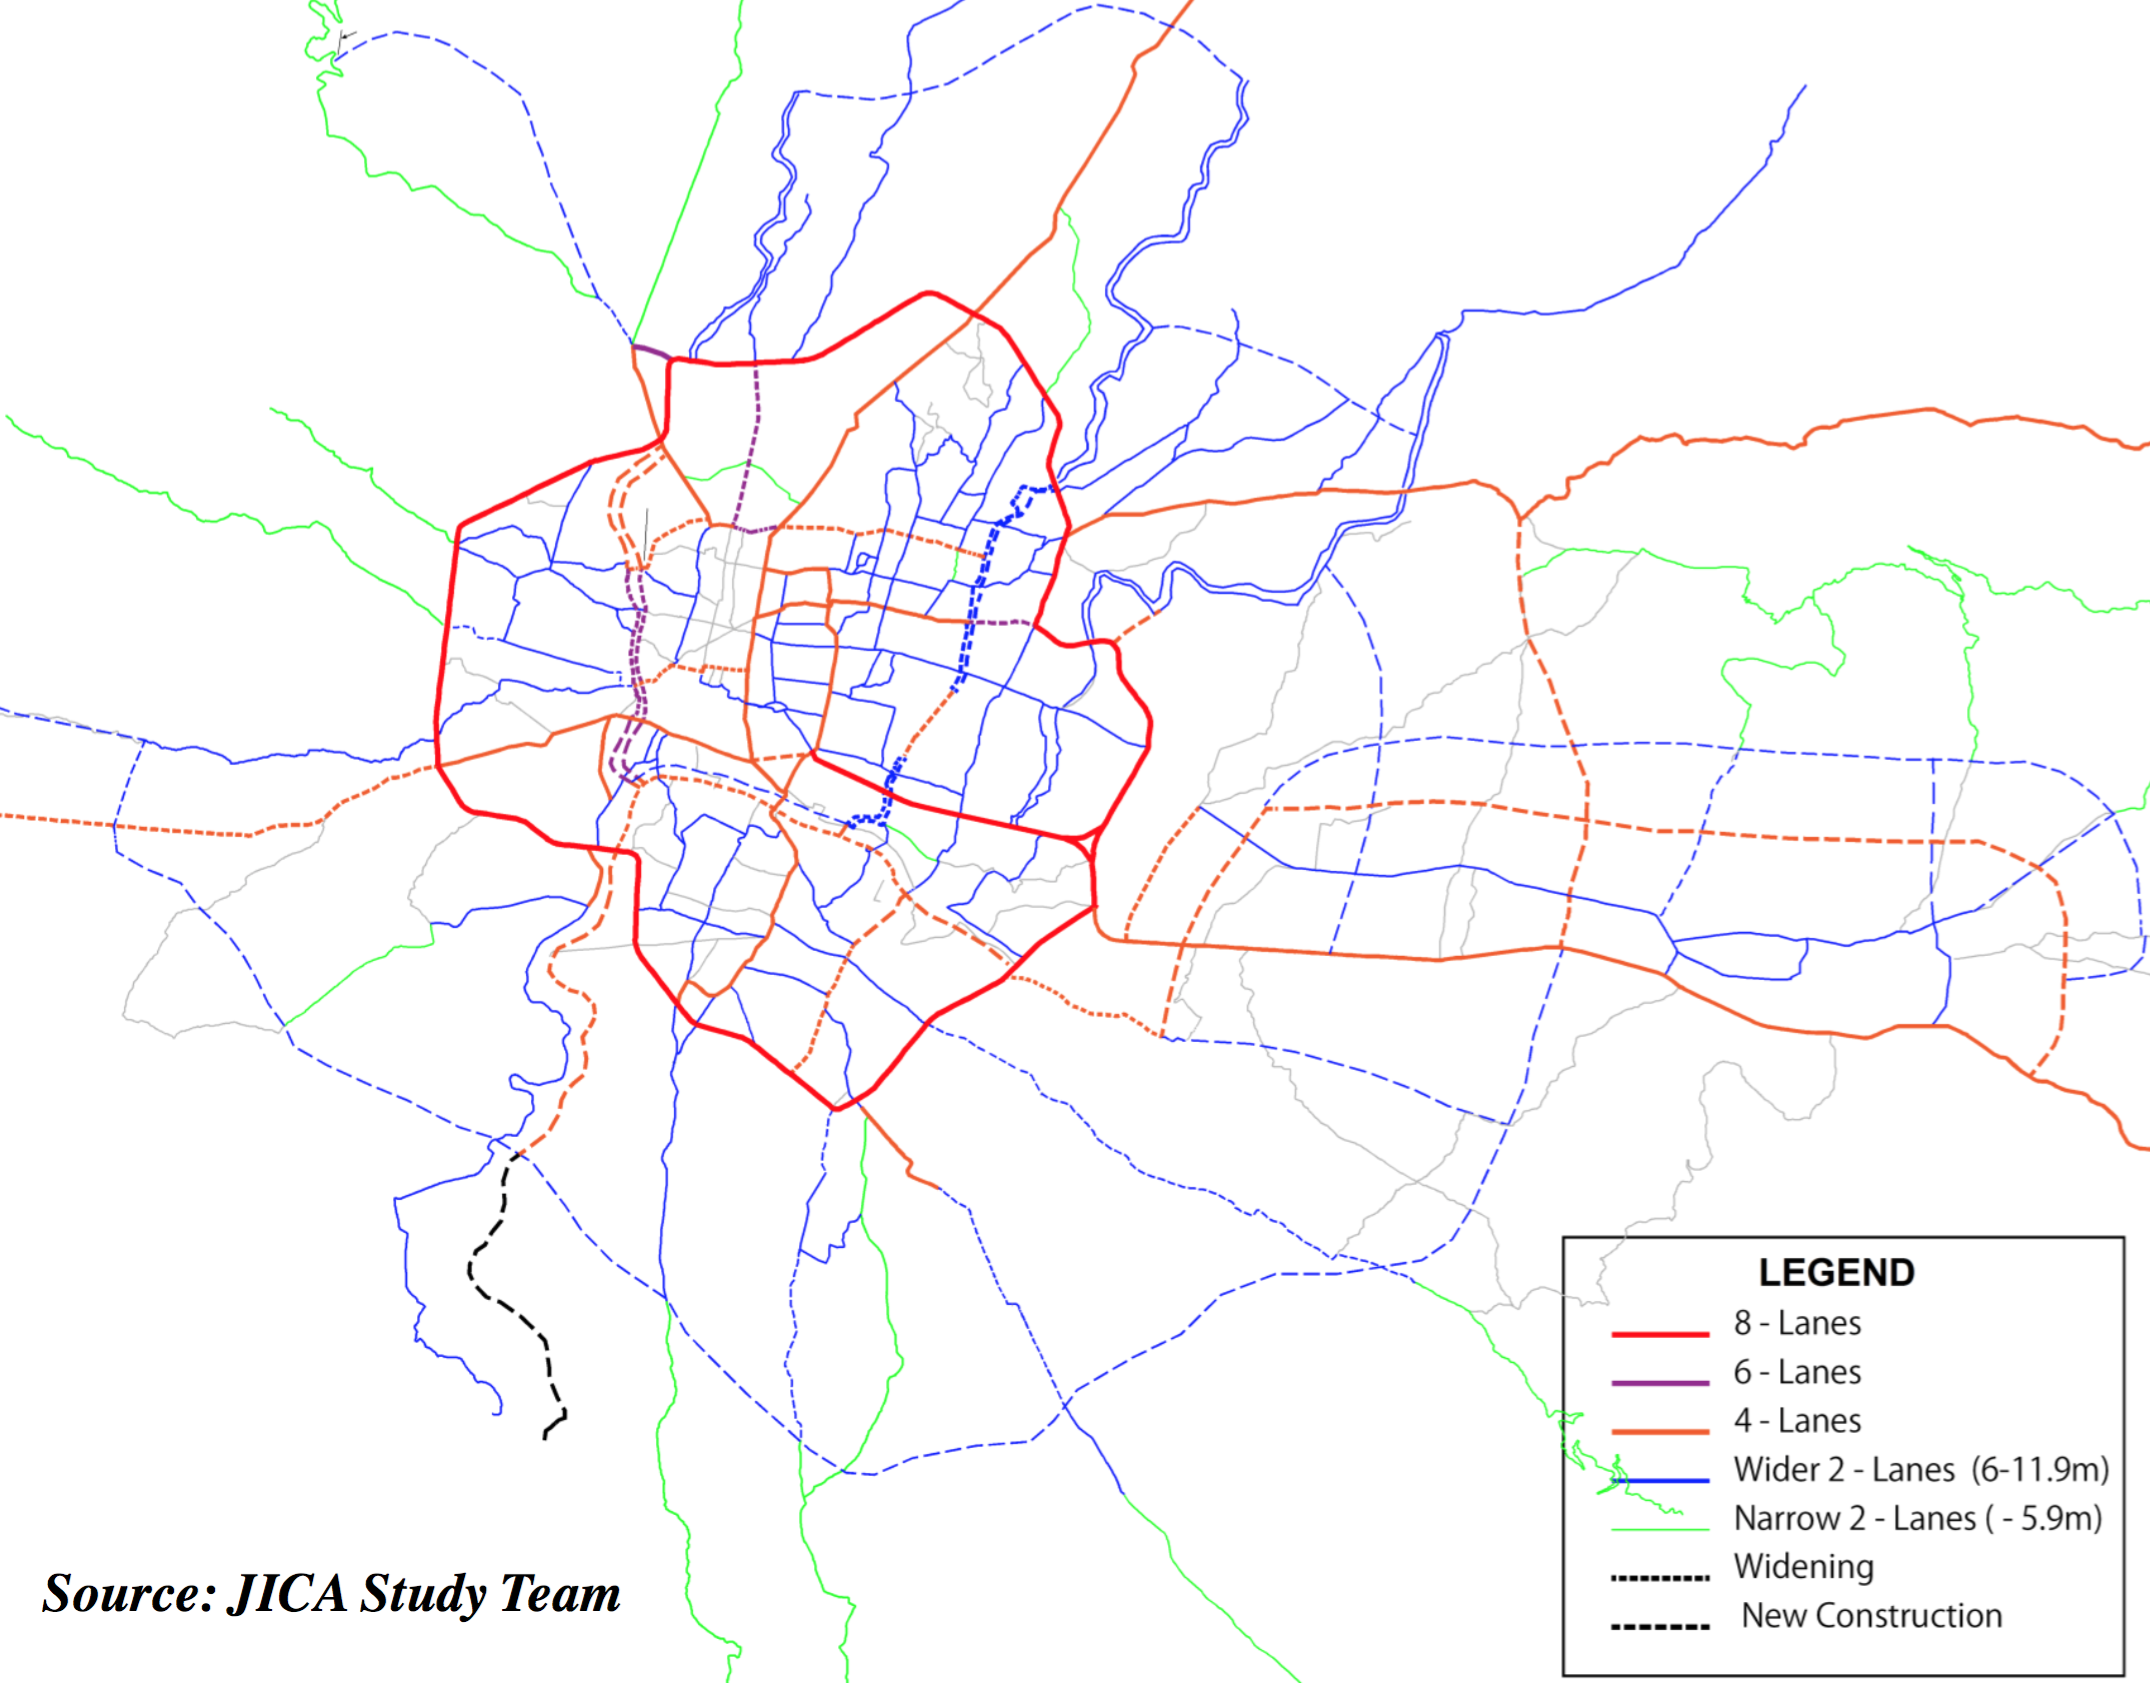 LEGEND
8 - Lanes
6 - Lanes
4 - Lanes
Wider 2 - Lanes (6-11.9m)
Narrow 2 - Lanes ( - 5.9m)
Widening
New Construction
Source: JICA Study Team